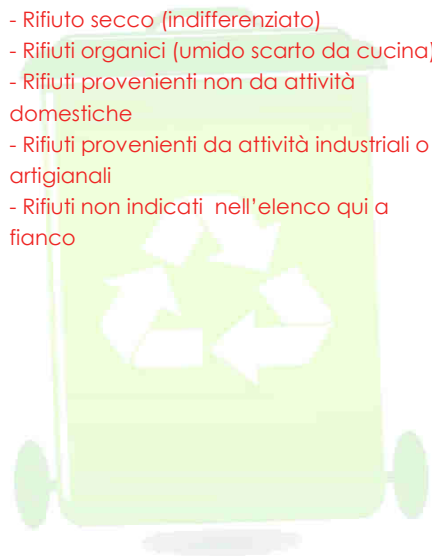 - Rifiuto secco (indifferenziato)
- Rifiuti organici (umido scarto da cucina)
- Rifiuti provenienti non da attività
domestiche
- Rifiuti provenienti da attività industriali o
artigianali
- Rifiuti non indicati  nell'elenco qui a
fianco